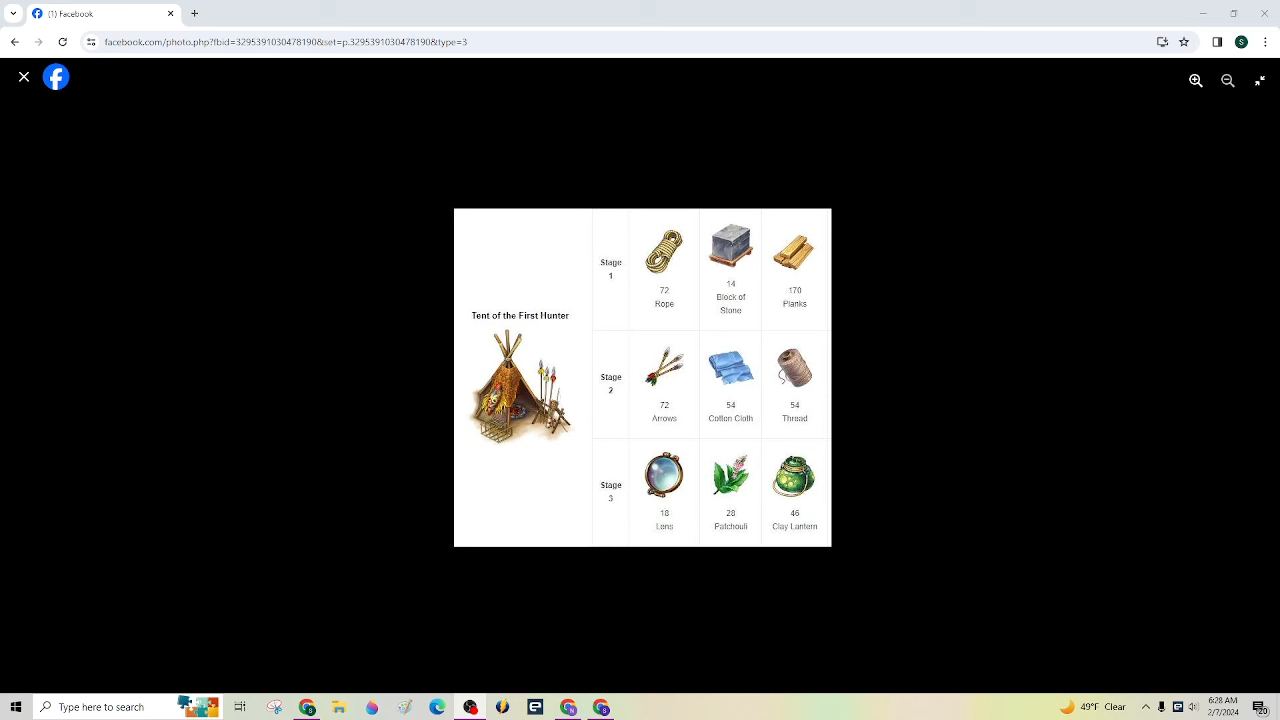 (1) Facebook
facebook.com/photo.php?fbid=3295391030478190&set=p.3295391030478190&type=3
S
Tent of the First Hunter
Stage
1
72
Rope
14
Block of
Stone
170
Planks
Stage
2
72
Arrows
54
Cotton Cloth
54
Thread
Stage
3
18
Lens
28
Patchouli
46
Clay Lantern
Type here to search
49°F Clear
6:28 AM
2/7/2024